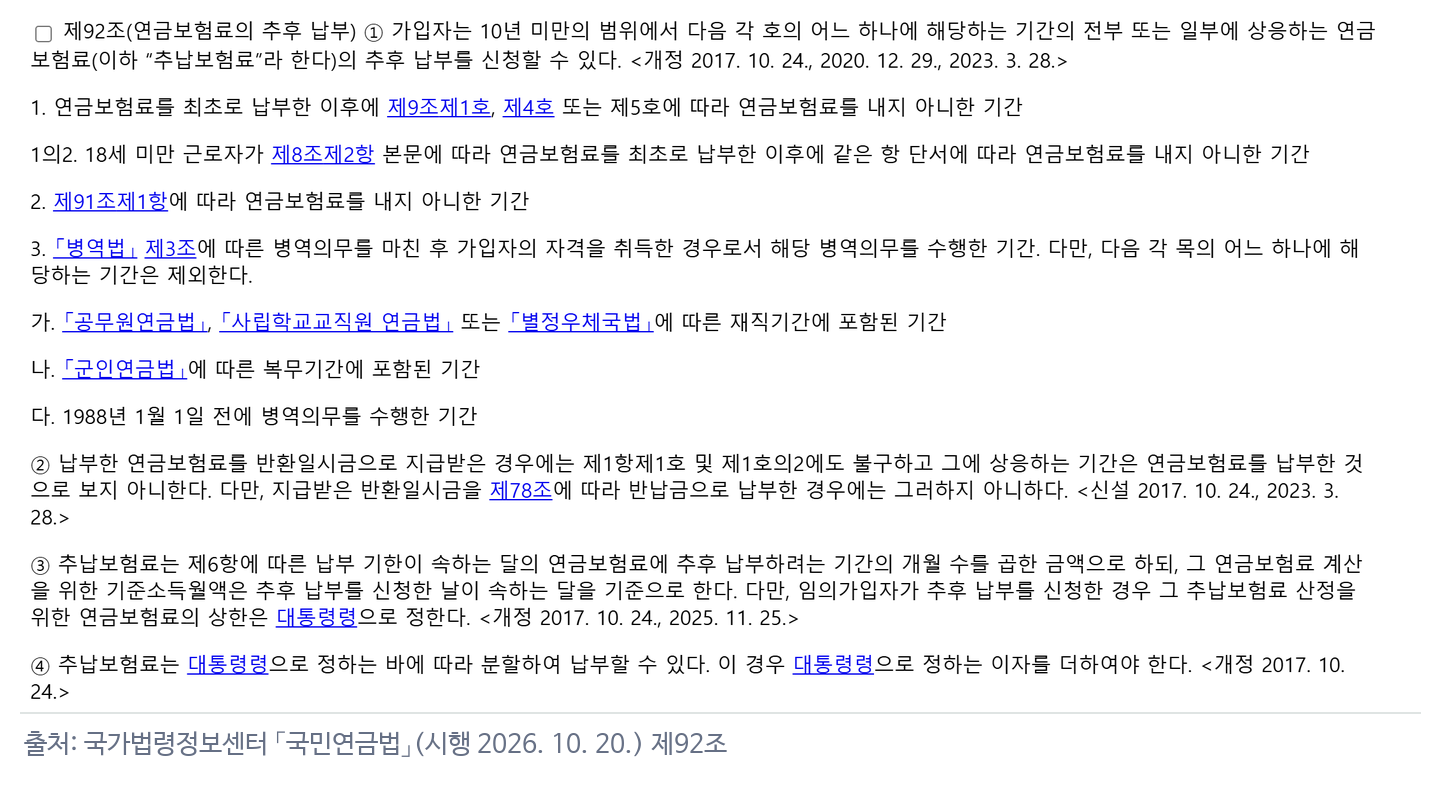 제92조(연금보험료의 추후 납부) ① 가입자는 10년 미만의 범위에서 다음 각 호의 어느 하나에 해당하는 기간의 전부 또는 일부에 상응하는 연금
보험료(이하 “추납보험료”라 한다)의 추후 납부를 신청할 수 있다. <개정 2017. 10. 24., 2020. 12. 29., 2023. 3. 28.>
1. 연금보험료를 최초로 납부한 이후에 제9조제1호, 제4호 또는 제5호에 따라 연금보험료를 내지 아니한 기간
1의2. 18세 미만 근로자가 제8조제2항 본문에 따라 연금보험료를 최초로 납부한 이후에 같은 항 단서에 따라 연금보험료를 내지 아니한 기간
2. 제91조제1항에 따라 연금보험료를 내지 아니한 기간
3. 「병역법」 제3조에 따른 병역의무를 마친 후 가입자의 자격을 취득한 경우로서 해당 병역의무를 수행한 기간. 다만, 다음 각 목의 어느 하나에 해
당하는 기간은 제외한다.
가. 「공무원연금법」, 「사립학교교직원 연금법」 또는 「별정우체국법」에 따른 재직기간에 포함된 기간
나. 「군인연금법」에 따른 복무기간에 포함된 기간
다. 1988년 1월 1일 전에 병역의무를 수행한 기간
② 납부한 연금보험료를 반환일시금으로 지급받은 경우에는 제1항제1호 및 제1호의2에도 불구하고 그에 상응하는 기간은 연금보험료를 납부한 것
으로 보지 아니한다. 다만, 지급받은 반환일시금을 제78조에 따라 반납금으로 납부한 경우에는 그러하지 아니하다. <신설 2017. 10. 24., 2023. 3.
28.>
③ 추납보험료는 제6항에 따른 납부 기한이 속하는 달의 연금보험료에 추후 납부하려는 기간의 개월 수를 곱한 금액으로 하되, 그 연금보험료 계산
을 위한 기준소득월액은 추후 납부를 신청한 날이 속하는 달을 기준으로 한다. 다만, 임의가입자가 추후 납부를 신청한 경우 그 추납보험료 산정을
위한 연금보험료의 상한은 대통령령으로 정한다. <개정 2017. 10. 24., 2025. 11. 25.>
④ 추납보험료는 대통령령으로 정하는 바에 따라 분할하여 납부할 수 있다. 이 경우 대통령령으로 정하는 이자를 더하여야 한다. <개정 2017. 10.
24.>
출처: 국가법령정보센터 「국민연금법」(시행 2026. 10. 20.) 제92조